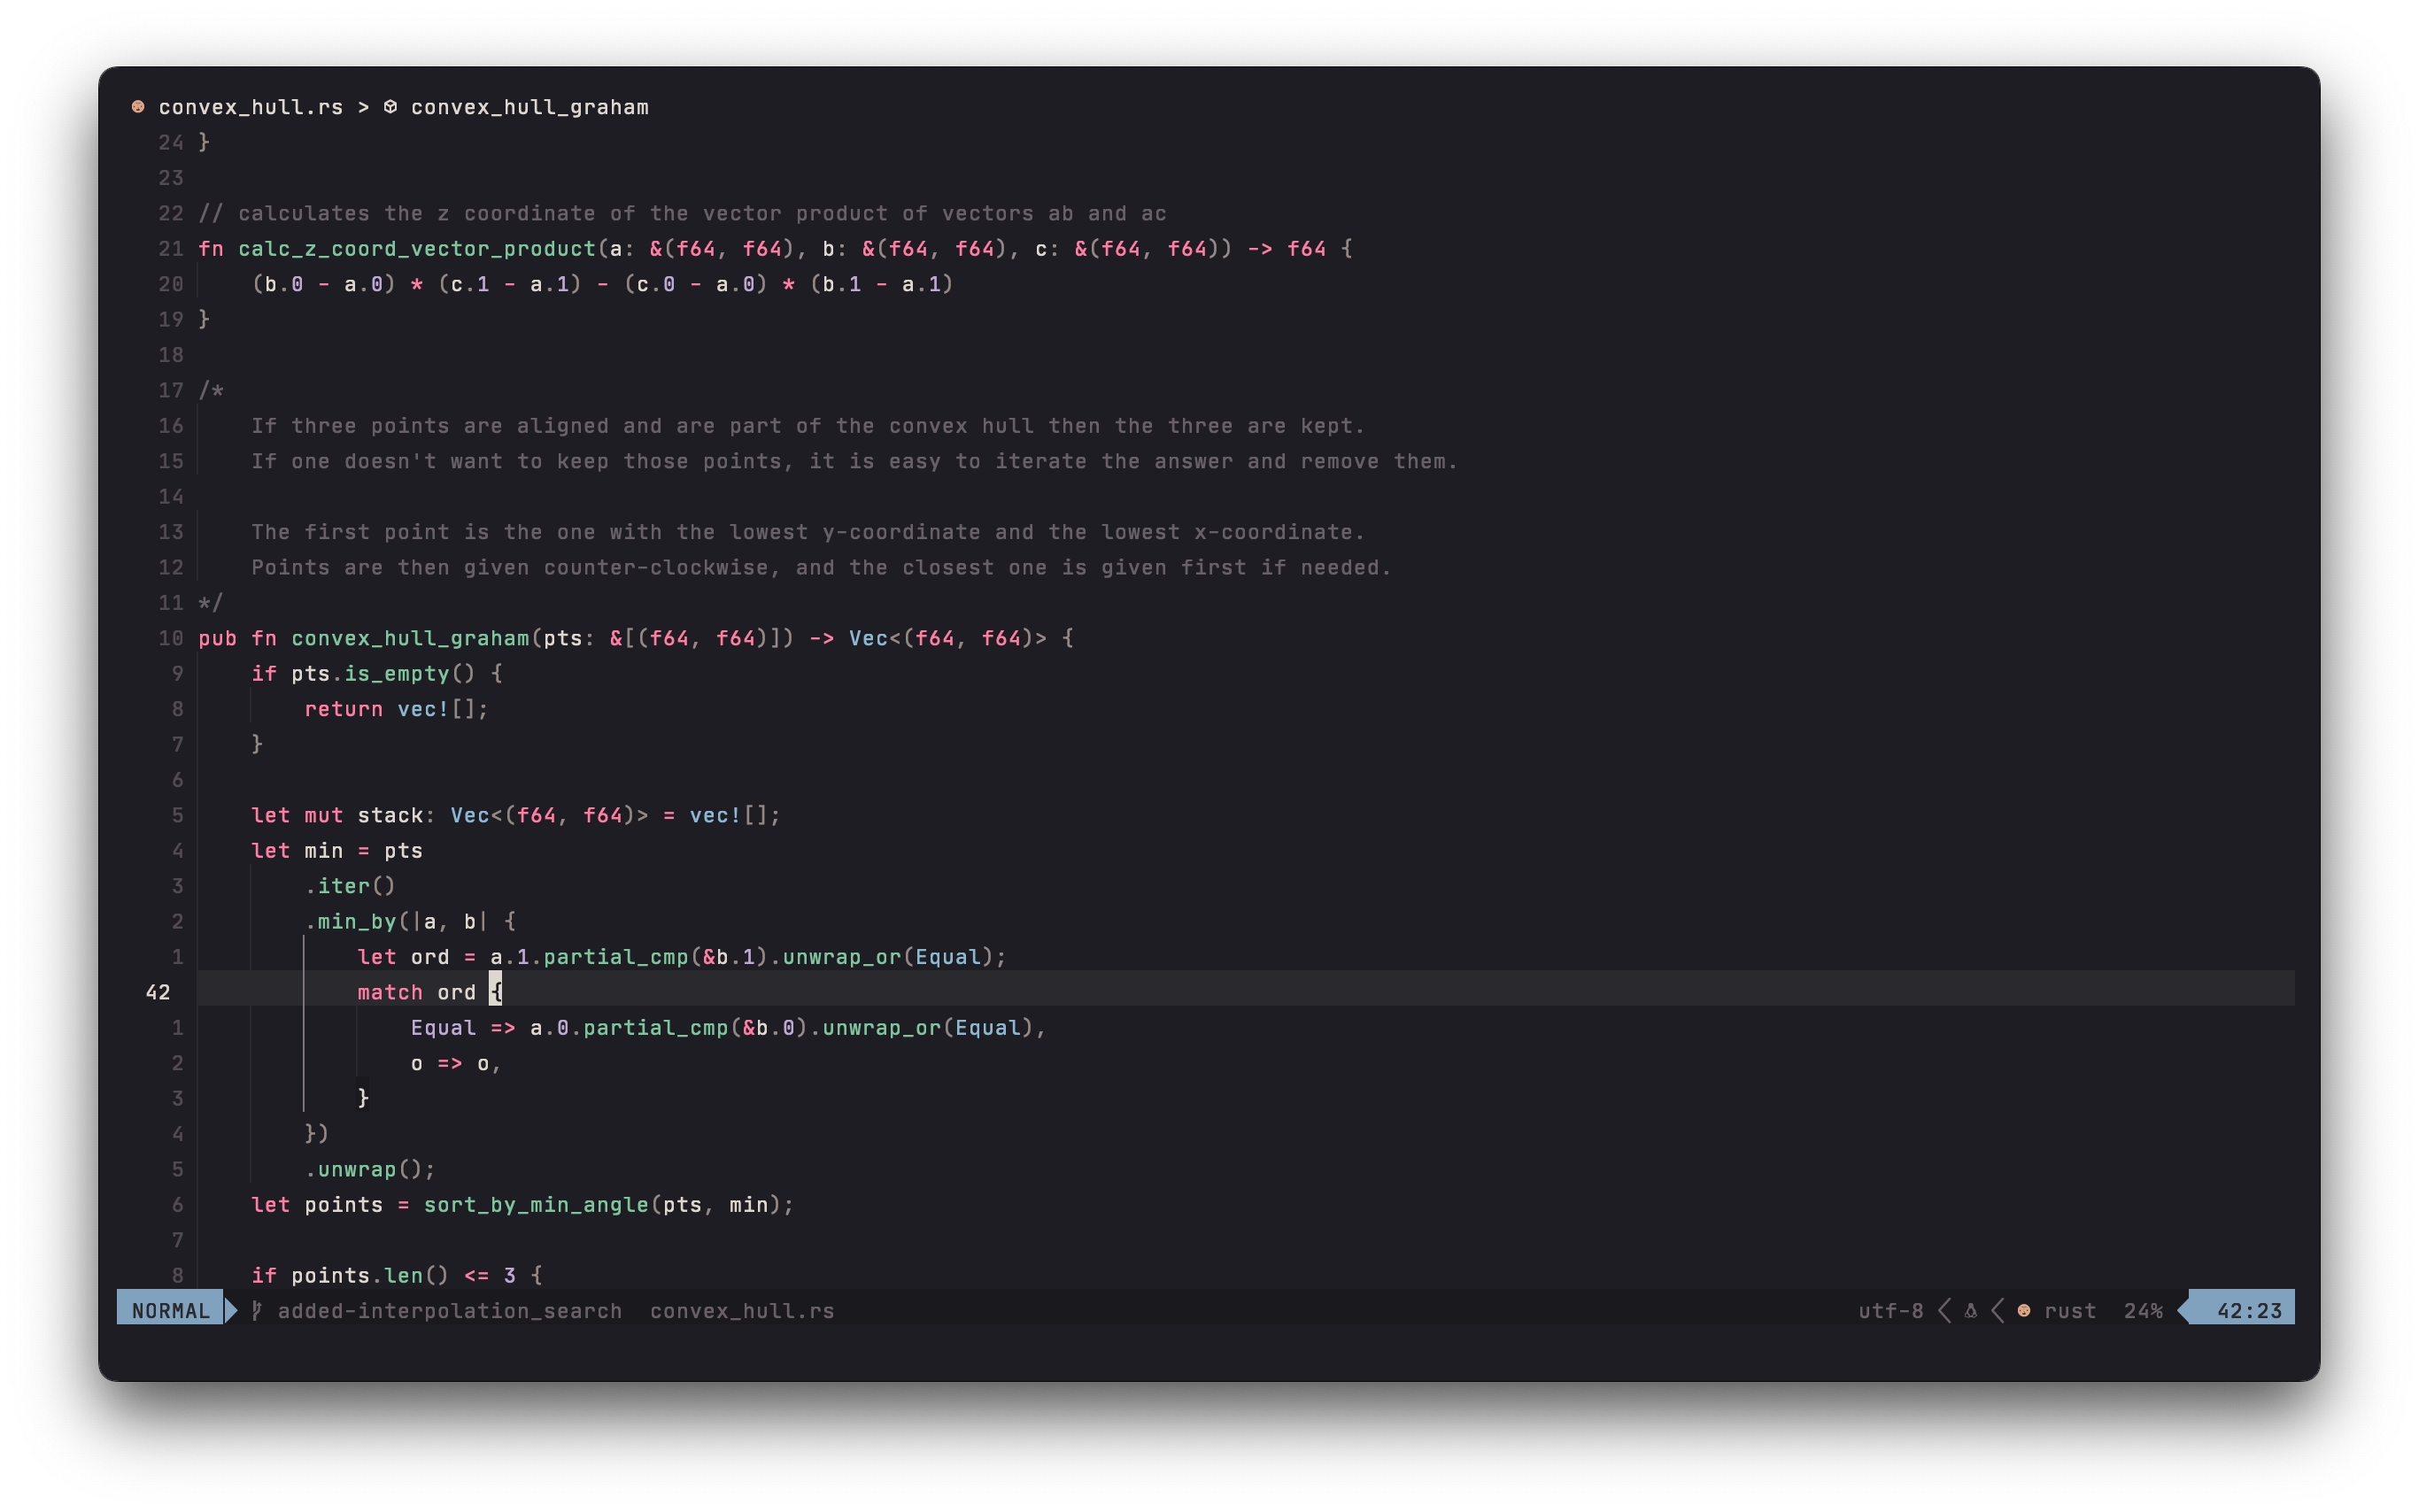 convex_hull.rs > convex_hull_graham
24 }
23
22 // calculates the z coordinate of the vector product of vectors ab and ac
21 fn calc_z_coord_vector_product(a: &(f64, f64), b: &(f64, f64), c: &(f64, f64)) -> f64 {
20     (b.0 - a.0) * (c.1 - a.1) - (c.0 - a.0) * (b.1 - a.1)
19 }
18
17 /*
16     If three points are aligned and are part of the convex hull then the three are kept.
15     If one doesn't want to keep those points, it is easy to iterate the answer and remove them.
14
13     The first point is the one with the lowest y-coordinate and the lowest x-coordinate.
12     Points are then given counter-clockwise, and the closest one is given first if needed.
11 */
10 pub fn convex_hull_graham(pts: &[(f64, f64)]) -> Vec<(f64, f64)> {
9     if pts.is_empty() {
8         return vec![];
7     }
6
5     let mut stack: Vec<(f64, f64)> = vec![];
4     let min = pts
3         .iter()
2         .min_by(|a, b| {
1             let ord = a.1.partial_cmp(&b.1).unwrap_or(Equal);
42             match ord {
1                 Equal => a.0.partial_cmp(&b.0).unwrap_or(Equal),
2                 o => o,
3             }
4         })
5         .unwrap();
6     let points = sort_by_min_angle(pts, min);
7
8     if points.len() <= 3 {
NORMAL added-interpolation_search convex_hull.rs utf-8 rust 24% 42:23